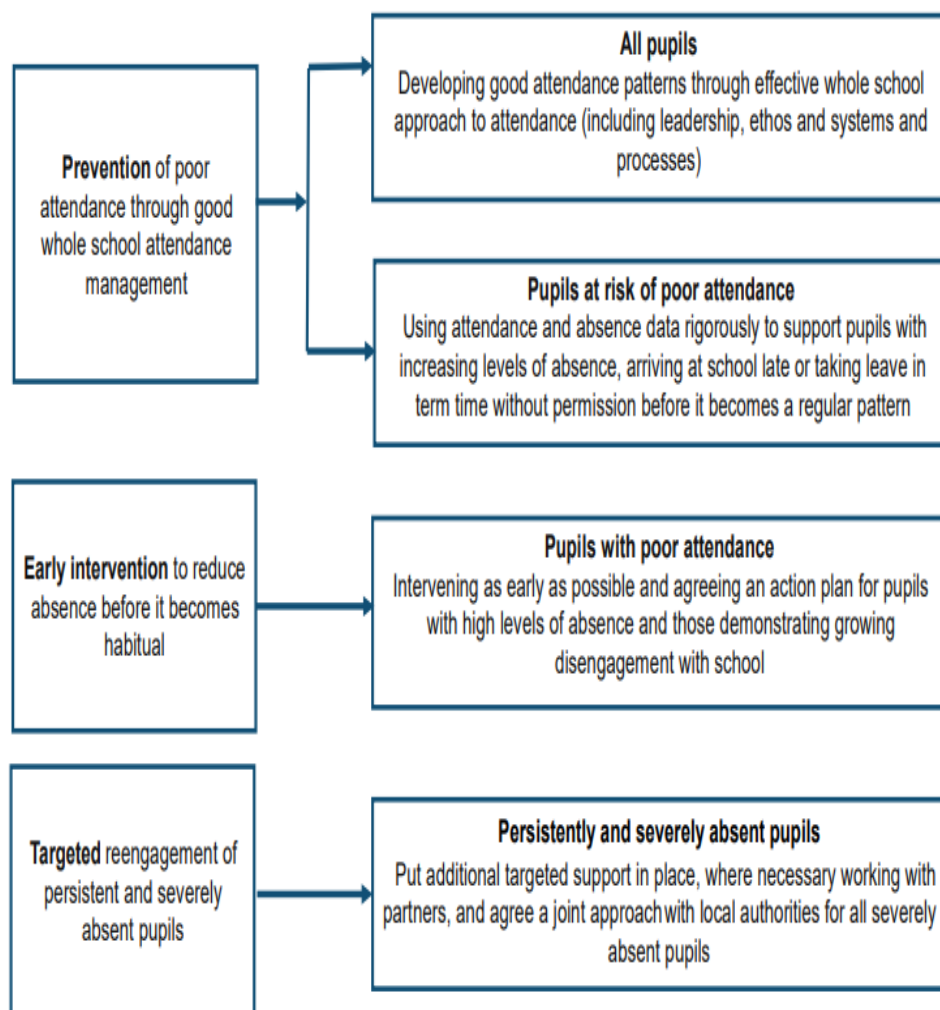 Prevention of poor
attendance through good
whole school attendance
management
All pupils
Developing good attendance patterns through effective whole school
approach to attendance (including leadership, ethos and systems and
processes)
Pupils at risk of poor attendance
Using attendance and absence data rigorously to support pupils with
increasing levels of absence, arriving at school late or taking leave in
term time without permission before it becomes a regular pattern
Early intervention to reduce
absence before it becomes
habitual
Pupils with poor attendance
Intervening as early as possible and agreeing an action plan for pupils
with high levels of absence and those demonstrating growing
disengagement with school
Targeted reengagement of
persistent and severely
absent pupils
Persistently and severely absent pupils
Put additional targeted support in place, where necessary working with
partners, and agree a joint approach with local authorities for all severely
absent pupils